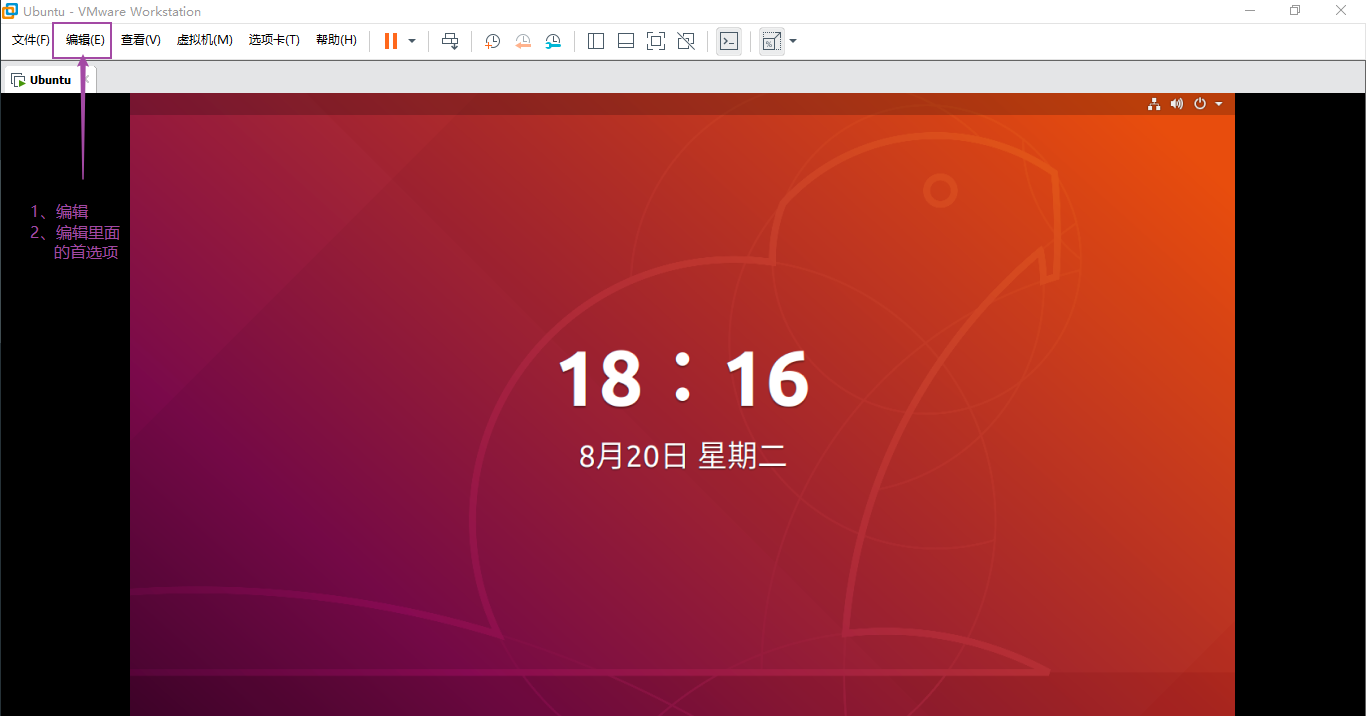 Ubuntu - VMware Workstation
文件(F) 编辑(E) 查看(V) 虚拟机(M) 选项卡(T) 帮助(H)
Ubuntu
1、编辑
2、编辑里面
的首选项
18：16
8月20日 星期二